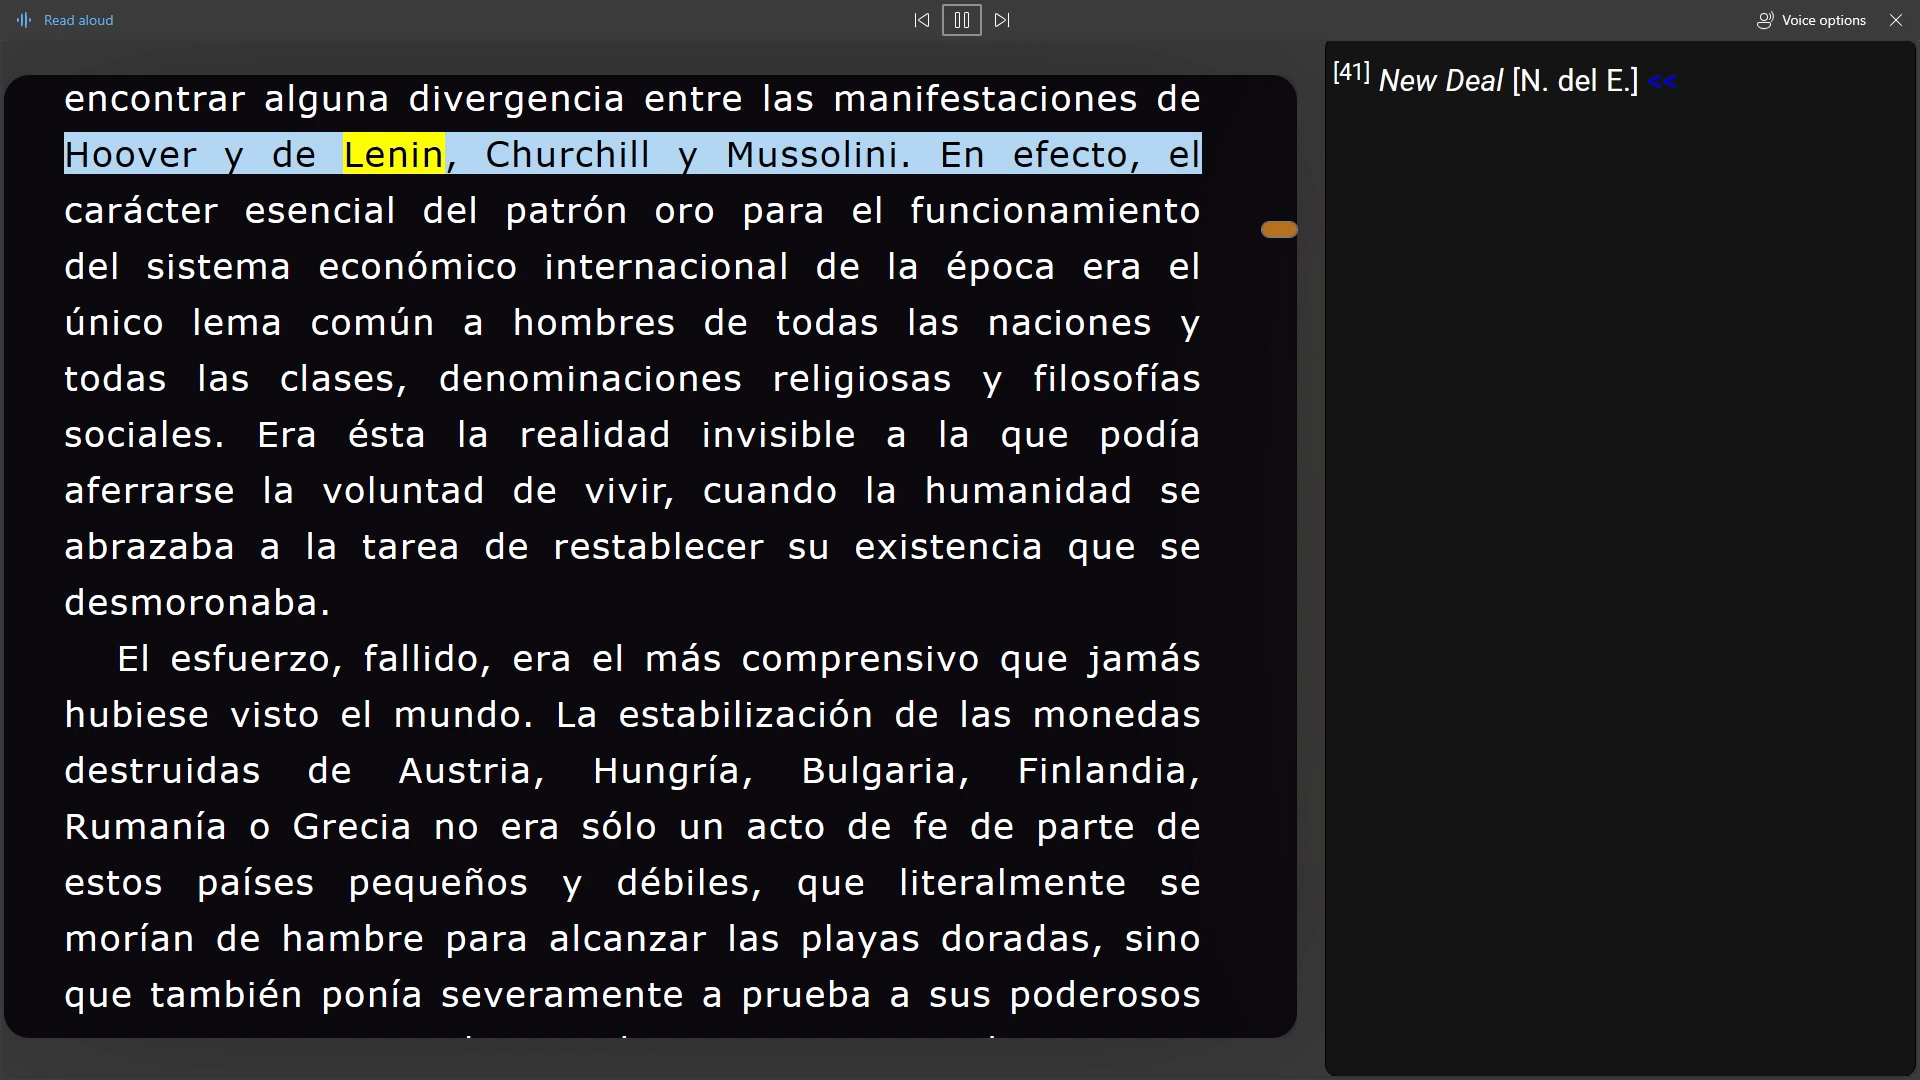 Read aloud
Voice options
encontrar alguna divergencia entre las manifestaciones de
Hoover y de Lenin, Churchill y Mussolini. En efecto, el
carácter esencial del patrón oro para el funcionamiento
del sistema económico internacional de la época era el
único lema común a hombres de todas las naciones y
todas las clases, denominaciones religiosas y filosofías
sociales. Era ésta la realidad invisible a la que podía
aferrarse la voluntad de vivir, cuando la humanidad se
abrazaba a la tarea de restablecer su existencia que se
desmoronaba.
El esfuerzo, fallido, era el más comprensivo que jamás
hubiese visto el mundo. La estabilización de las monedas
destruidas de Austria, Hungría, Bulgaria, Finlandia,
Rumanía o Grecia no era sólo un acto de fe de parte de
estos países pequeños y débiles, que literalmente se
morían de hambre para alcanzar las playas doradas, sino
que también ponía severamente a prueba a sus poderosos
[41] New Deal [N. del E.] <<